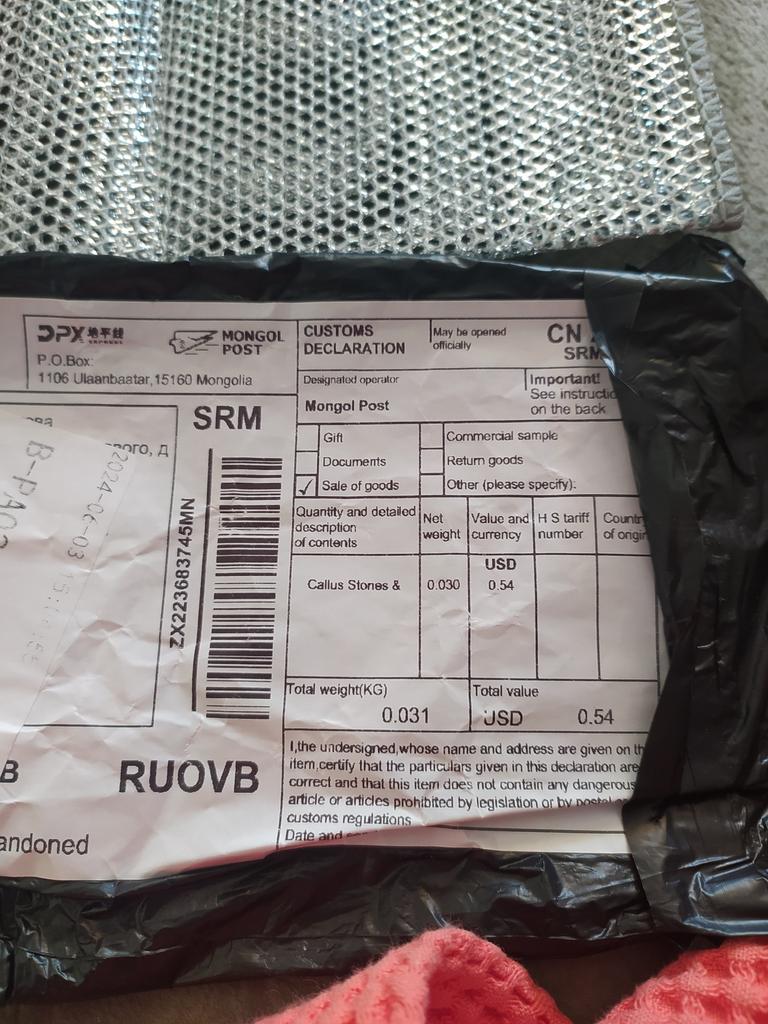 DPX 地平线
EXPRESS
MONGOL
POST
P.O.Box:
1106 Ulaanbaatar,15160 Mongolia
CUSTOMS
DECLARATION
May be opened
officially
CN
SRM
Designated operator
Mongol Post
Important!
See instructio
on the back
Gift
Commercial sample
Documents
Return goods
✓ Sale of goods
Other (please specify):
Quantity and detailed
description
of contents
Net
weight
Value and
currency
H S tariff
number
Countr
of origin
USD
Callus Stones & 0.030 0.54
Total weight(KG)
0.031
Total value
USD 0.54
I,the undersigned,whose name and address are given on th
item,certify that the particulars given in this declaration are
correct and that this item does not contain any dangerous
article or articles prohibited by legislation or by postal
customs regulations
Date and
SRM
ZX223683745MN
ова
ого, Д
2024-06-03
RUOVB
B
andoned